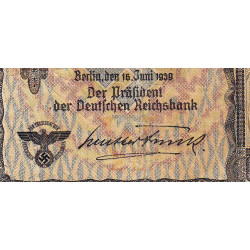 Berlin, den 16. Juni 1939
Der Präsident
der Deutschen Reichsbank